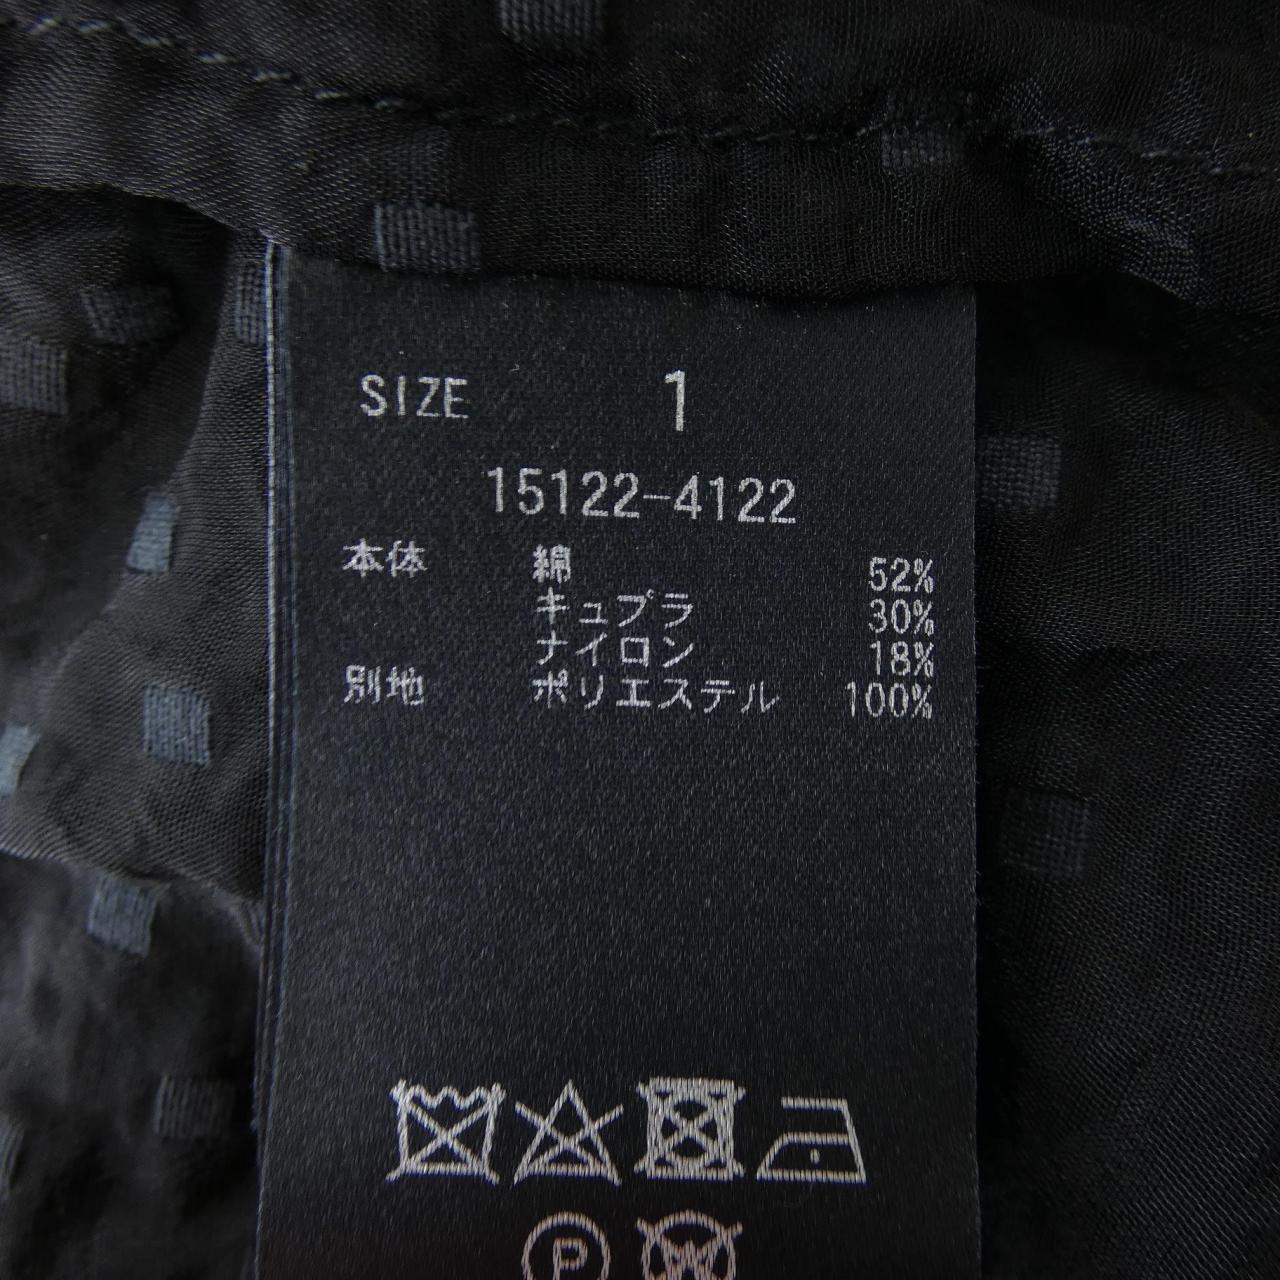 SIZE 1
15122-4122
本体 綿 52%
キュプラ 30%
ナイロン 18%
別地 ポリエステル 100%
P W